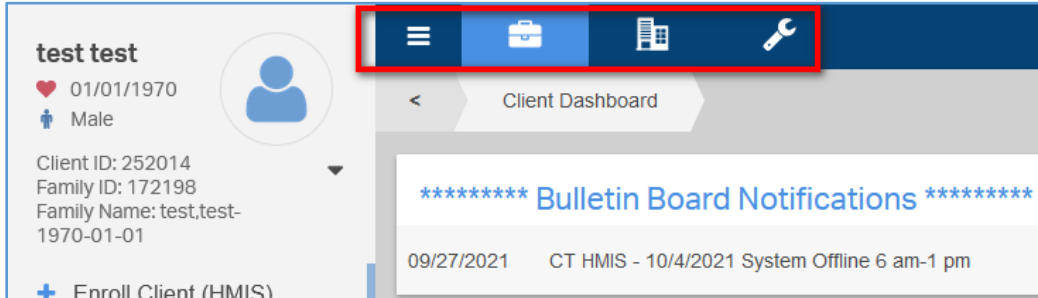 test test
01/01/1970
Male
Client ID: 252014
Family ID: 172198
Family Name: test,test-
1970-01-01
Enroll Client (HMIS)
<
Client Dashboard
********* Bulletin Board Notifications *********
09/27/2021 CT HMIS - 10/4/2021 System Offline 6 am-1 pm